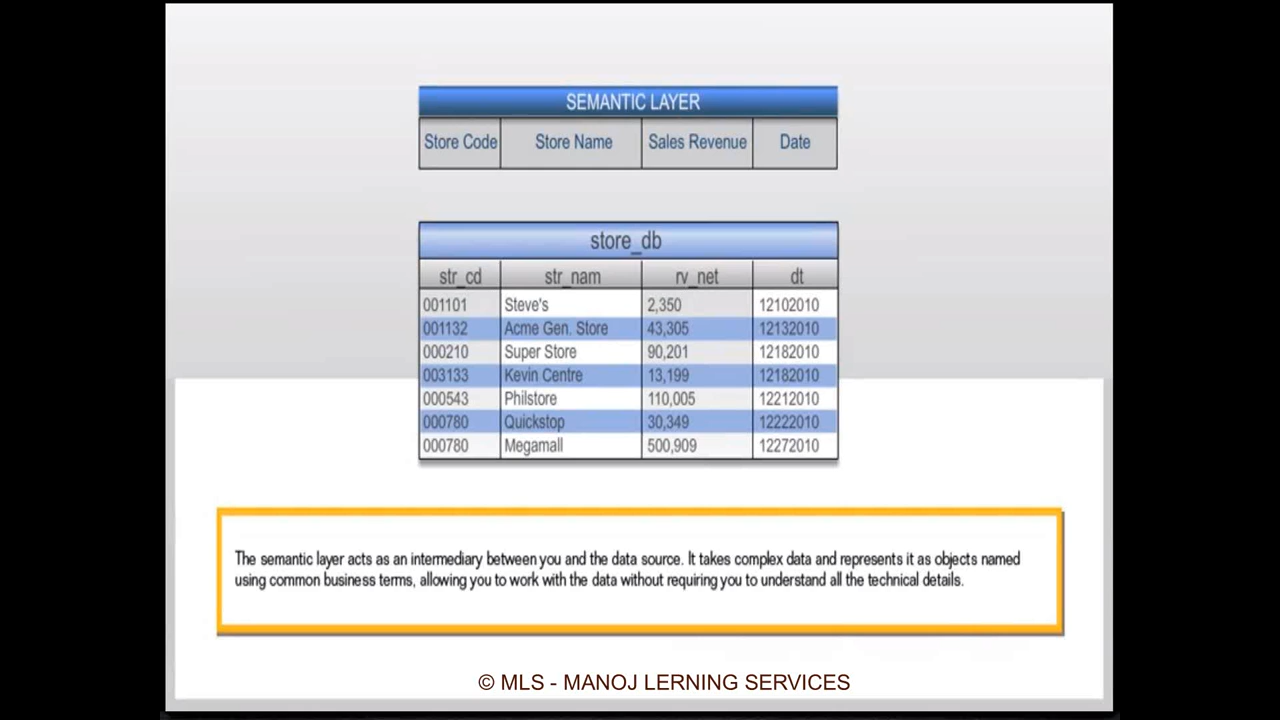 SEMANTIC LAYER
Store Code Store Name Sales Revenue Date
store_db
str_cd str_nam rv_net dt
001101 Steve's 2,350 12102010
001132 Acme Gen. Store 43,305 12132010
000210 Super Store 90,201 12182010
003133 Kevin Centre 13,199 12182010
000543 Philstore 110,005 12212010
000780 Quickstop 30,349 12222010
000780 Megamall 500,909 12272010
The semantic layer acts as an intermediary between you and the data source. It takes complex data and represents it as objects named
using common business terms, allowing you to work with the data without requiring you to understand all the technical details.
© MLS - MANOJ LERNING SERVICES